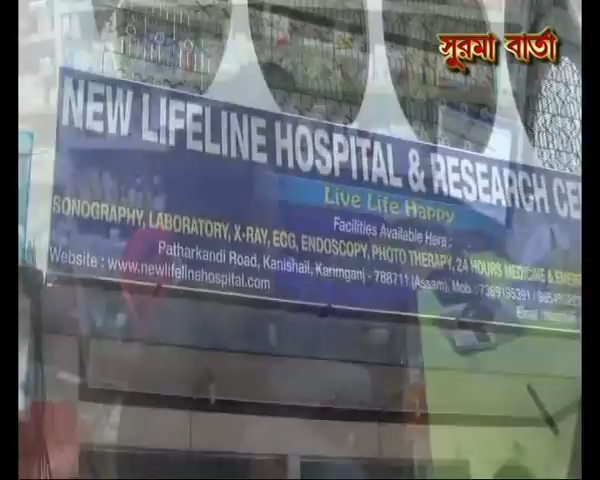 সুরমা বার্তা
NEW LIFELINE HOSPITAL & RESEARCH CE
Live Life Happy
Facilities Available Here :
SONOGRAPHY, LABORATORY, X-RAY, ECG, ENDOSCOPY, PHOTO THERAPY, 24 HOURS MEDICINE & EMER
Patharkandi Road, Kanishail, Karimganj - 788711 (Assam), Mob. :
Website : www.newlifelinehospital.com